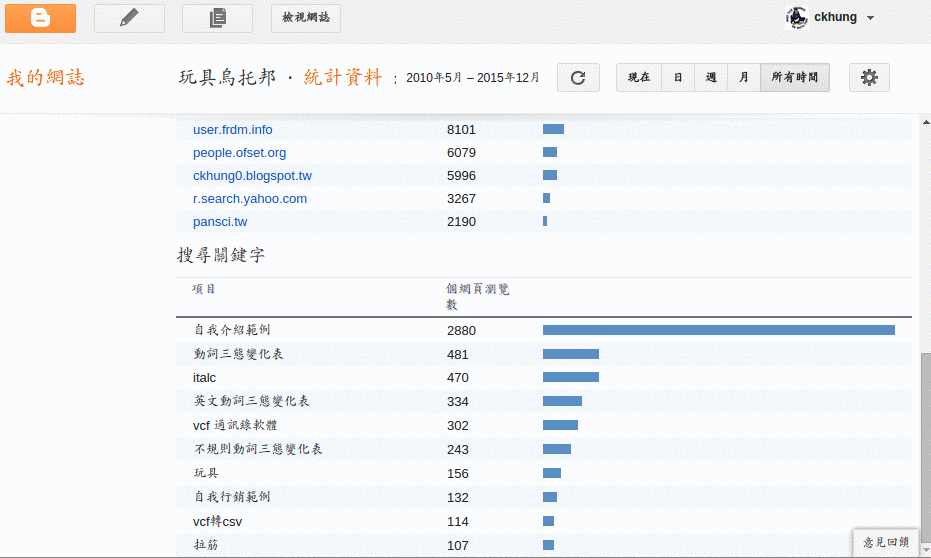 檢視網誌
ckhung
我的網誌
玩具烏托邦 · 統計資料 : 2010年5月 – 2015年12月
現在 日 週 月 所有時間
user.frdm.info 8101
people.ofset.org 6079
ckhung0.blogspot.tw 5996
r.search.yahoo.com 3267
pansci.tw 2190
搜尋關鍵字
項目 個網頁瀏覽
數
自我介紹範例 2880
動詞三態變化表 481
italc 470
英文動詞三態變化表 334
vcf 通訊錄軟體 302
不規則動詞三態變化表 243
玩具 156
自我行銷範例 132
vcf轉csv 114
拉筋 107
意見回饋